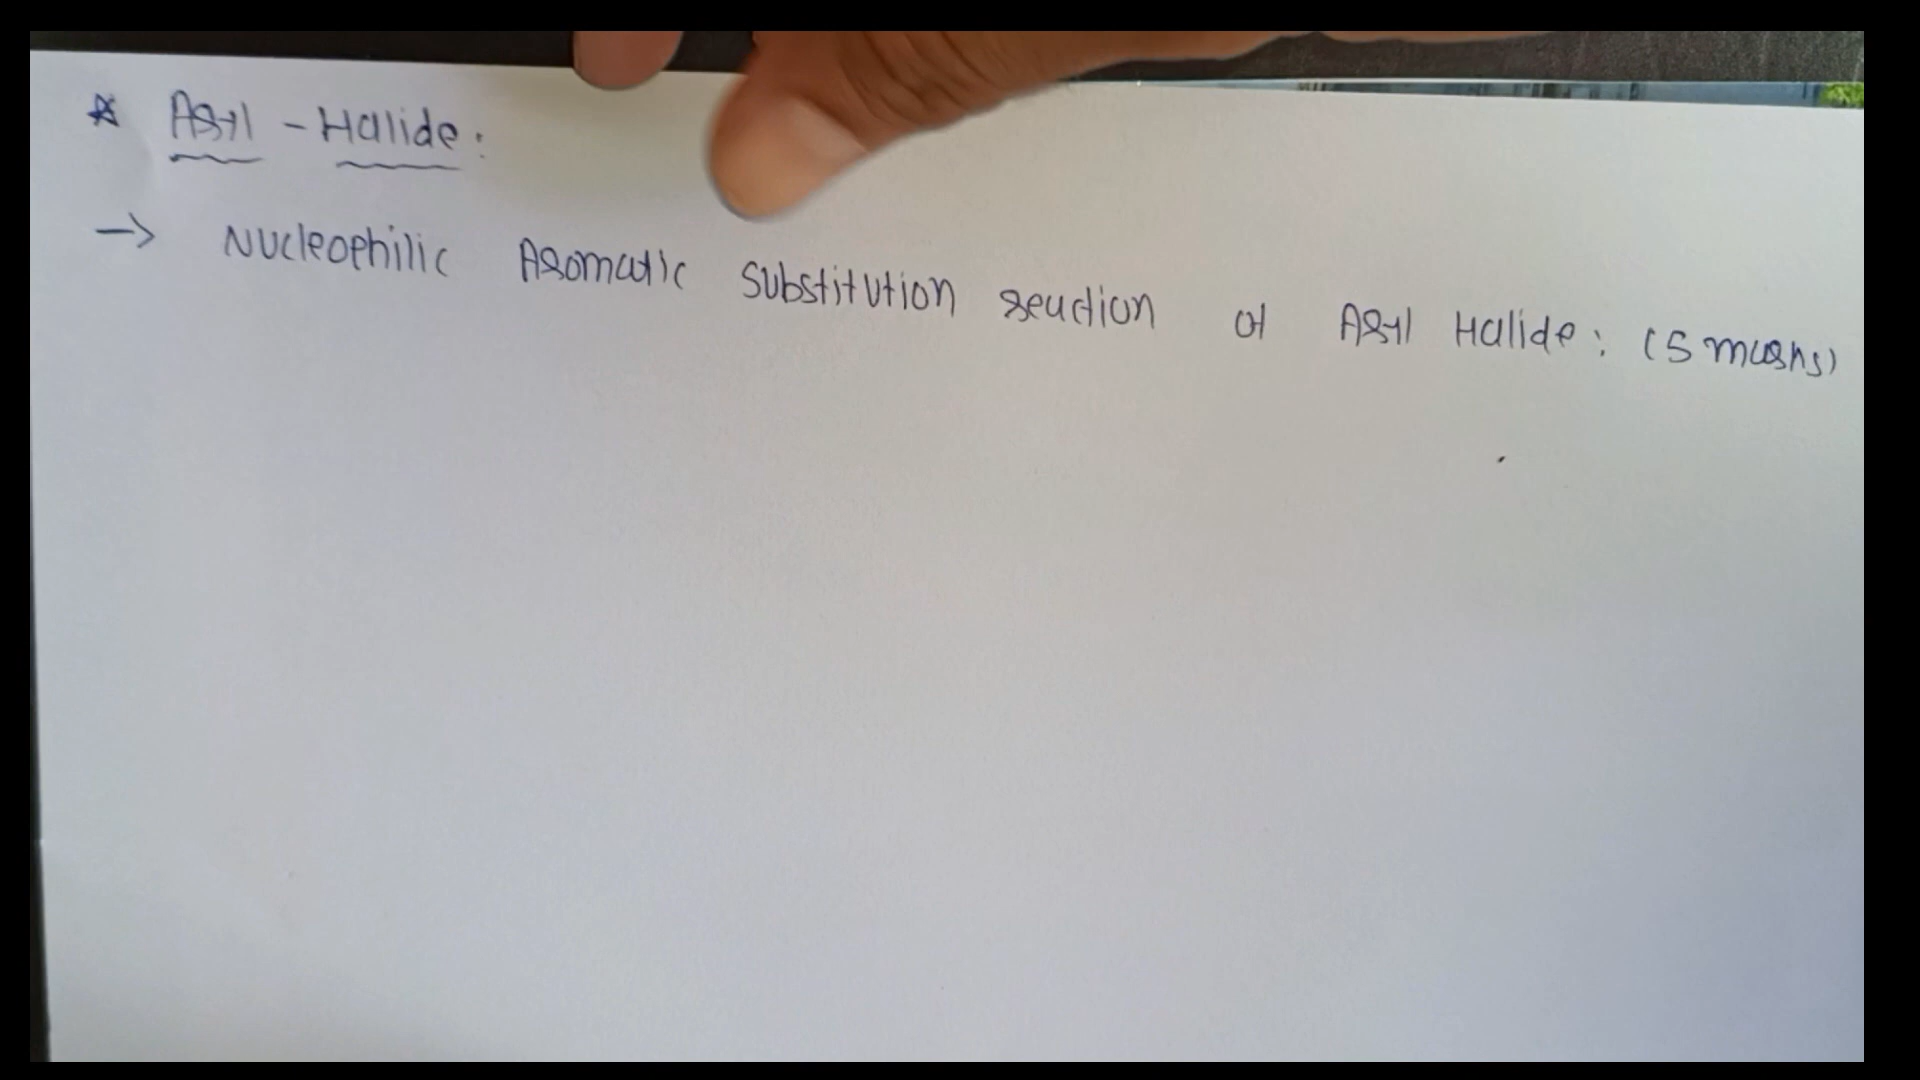 ☆ Aryl - Halide:
→ Nucleophilic Aromatic substitution reaction of Aryl Halide: (5 marks)